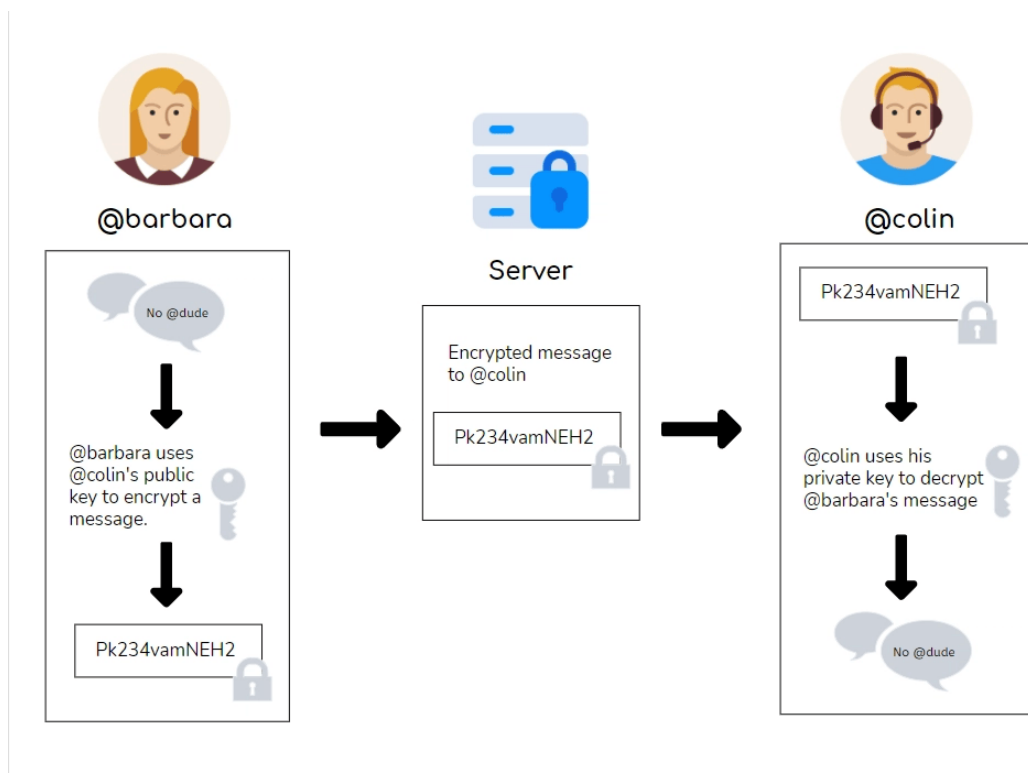 @barbara
No @dude
@barbara uses
@colin's public
key to encrypt a
message.
Pk234vamNEH2
Server
Encrypted message
to @colin
Pk234vamNEH2
@colin
Pk234vamNEH2
@colin uses his
private key to decrypt
@barbara's message
No @dude